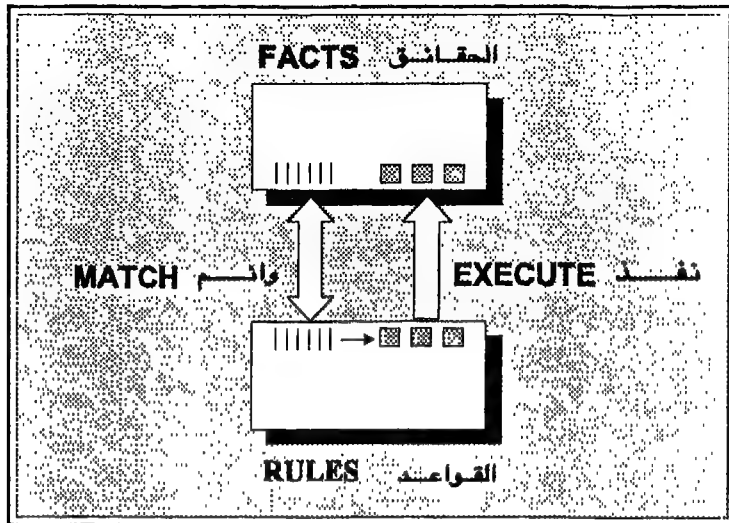 FACTS الحقائق
MATCH وائم
EXECUTE نفذ
RULES القواعد